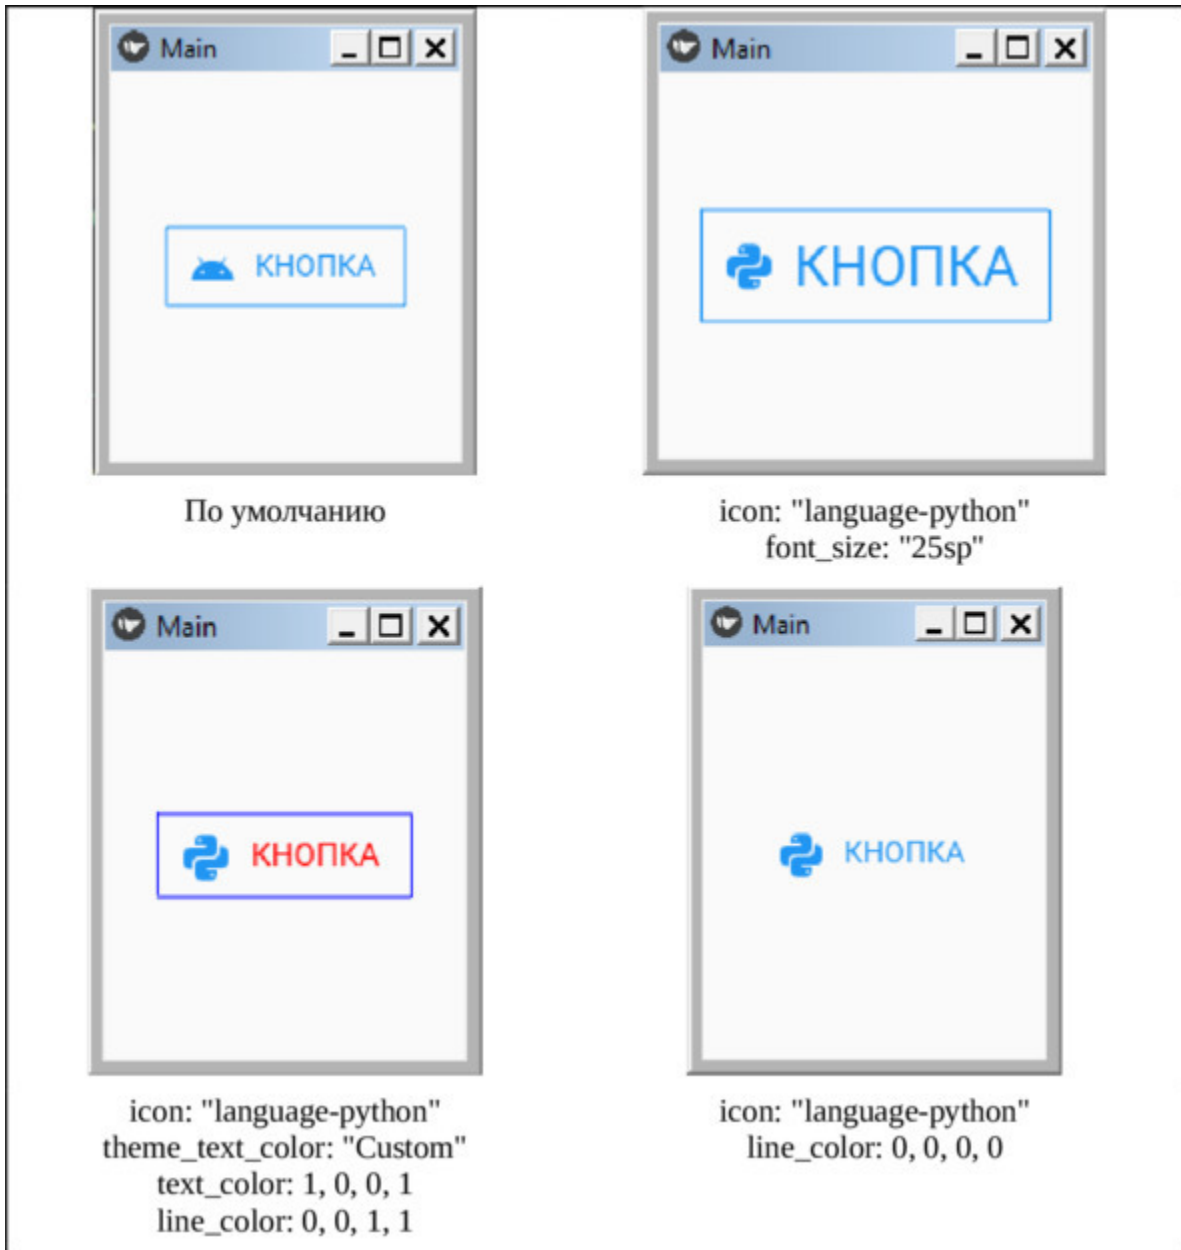 Main
КНОПКА
По умолчанию
Main
КНОПКА
icon: "language-python"
font_size: "25sp"
Main
КНОПКА
icon: "language-python"
theme_text_color: "Custom"
text_color: 1, 0, 0, 1
line_color: 0, 0, 1, 1
Main
КНОПКА
icon: "language-python"
line_color: 0, 0, 0, 0